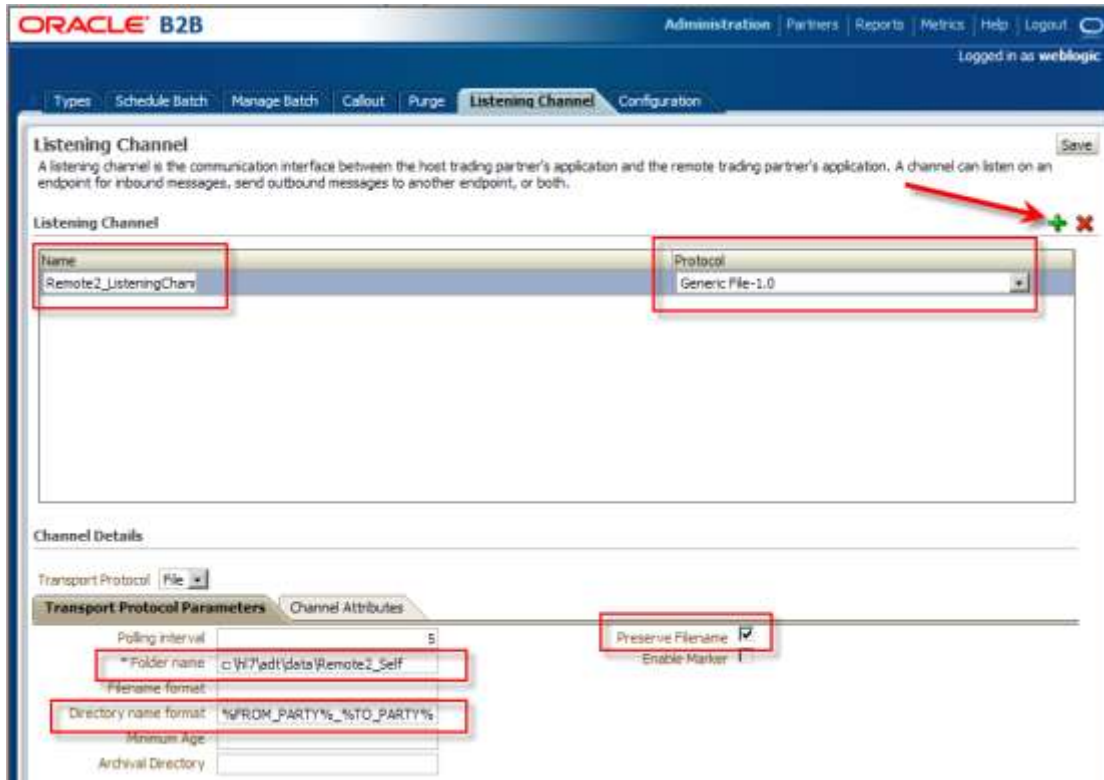 ORACLE B2B
Administration | Partners | Reports | Metrics | Help | Logout
Logged in as weblogic
Types Schedule Batch Manage Batch Callout Purge Listening Channel Configuration
Listening Channel
Save
A listening channel is the communication interface between the host trading partner's application and the remote trading partner's application. A channel can listen on an
endpoint for inbound messages, send outbound messages to another endpoint, or both.
Listening Channel
Name Protocol
Remote2_ListeningChan Generic File-1.0
Channel Details
Transport Protocol File
Transport Protocol Parameters Channel Attributes
Polling interval 5 Preserve Filename
* Folder name c:\hl7\adt\data\Remote2_Self Enable Marker
Filename format
Directory name format %FROM_PARTY%_%TO_PARTY%
Minimum Age
Archival Directory